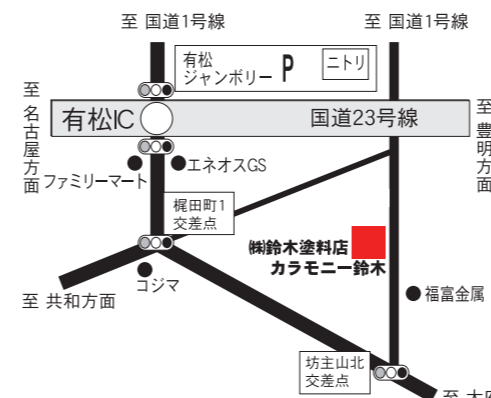 至 国道1号線
至 国道1号線
有松
ジャンボリー P
ニトリ
至 名古屋方面
有松IC
国道23号線
至 豊明方面
ファミリーマート
エネオスGS
梶田町1
交差点
㈱鈴木塗料店
カラモニー鈴木
コジマ
至 共和方面
福富金属
坊主山北
交差点
至 大府